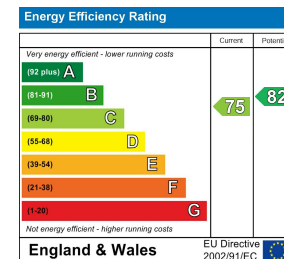 Energy Efficiency Rating
Current Potenti
Very energy efficient - lower running costs
(92 plus) A
(81-91) B
(69-80) C
(55-68) D
(39-54) E
(21-38) F
(1-20) G
75
82
Not energy efficient - higher running costs
England & Wales
EU Directive
2002/91/EC